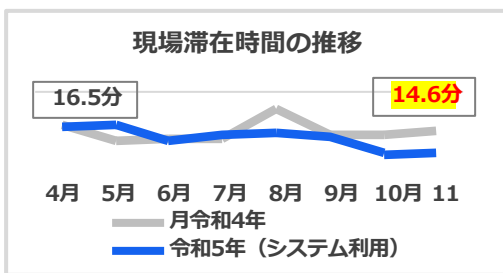 現場滞在時間の推移
16.5分
14.6分
4月 5月 6月 7月 8月 9月 10月 11
月令和4年
令和5年（システム利用）